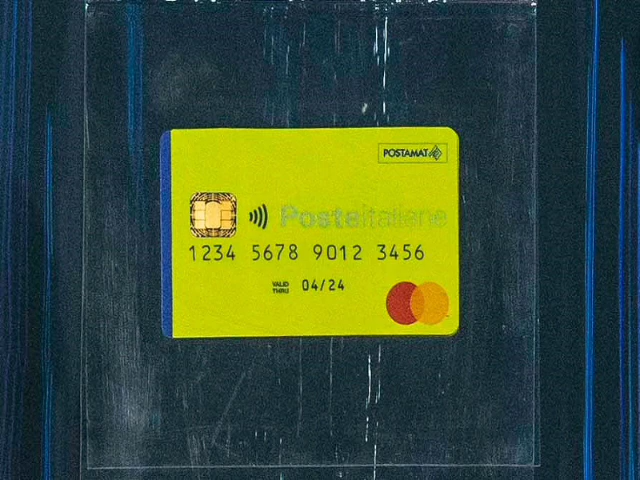 POSTAMAT
Posteitaliane
1234 5678 9012 3456
VALID
THRU
04/24